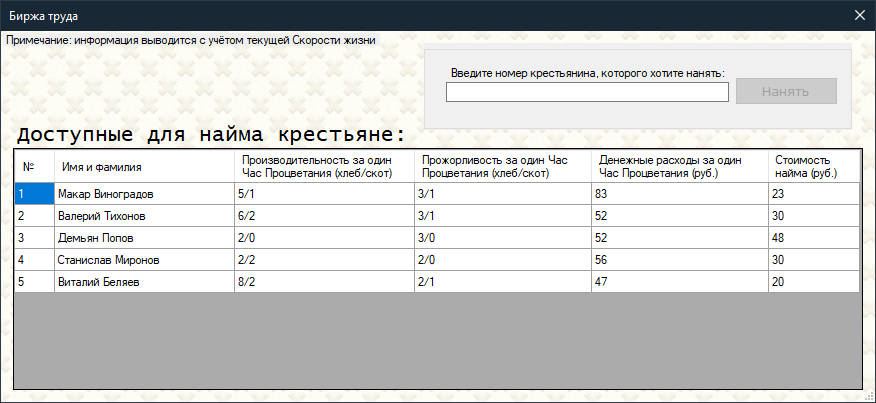 Биржа труда
Примечание: информация выводится с учётом текущей Скорости жизни
Введите номер крестьянина, которого хотите нанять:
Нанять
Доступные для найма крестьяне:
№ Имя и фамилия Производительность за один Час Процветания (хлеб/скот) Прожорливость за один Час Процветания (хлеб/скот) Денежные расходы за один Час Процветания (руб.) Стоимость найма (руб.)
1 Макар Виноградов 5/1 3/1 83 23
2 Валерий Тихонов 6/2 3/1 52 30
3 Демьян Попов 2/0 3/0 52 48
4 Станислав Миронов 2/2 2/0 56 30
5 Виталий Беляев 8/2 2/1 47 20